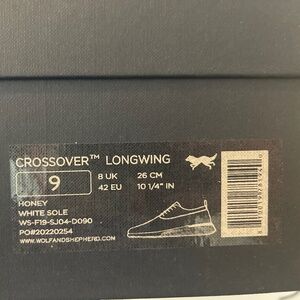 CROSSOVER™ LONGWING
9
8 UK
42 EU
26 CM
10 1/4" IN
HONEY
WHITE SOLE
WS-F19-SJ04-D090
PO#20220254
WWW.WOLFANDSHEPHERD.COM